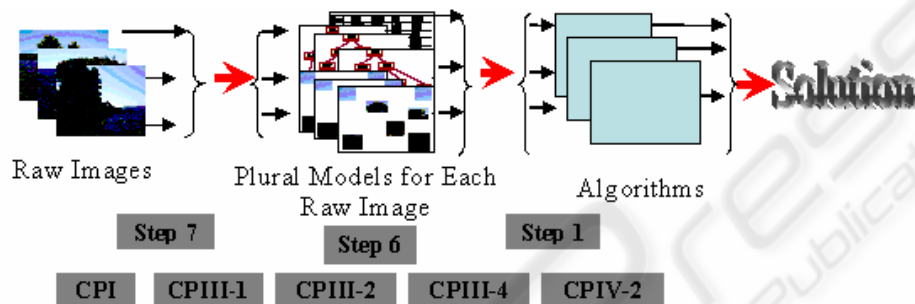 Solution
Raw Images
Plural Models for Each
Raw Image
Algorithms
Step 7
Step 6
Step 1
CPI
CPIII-1
CPIII-2
CPIII-4
CPIV-2